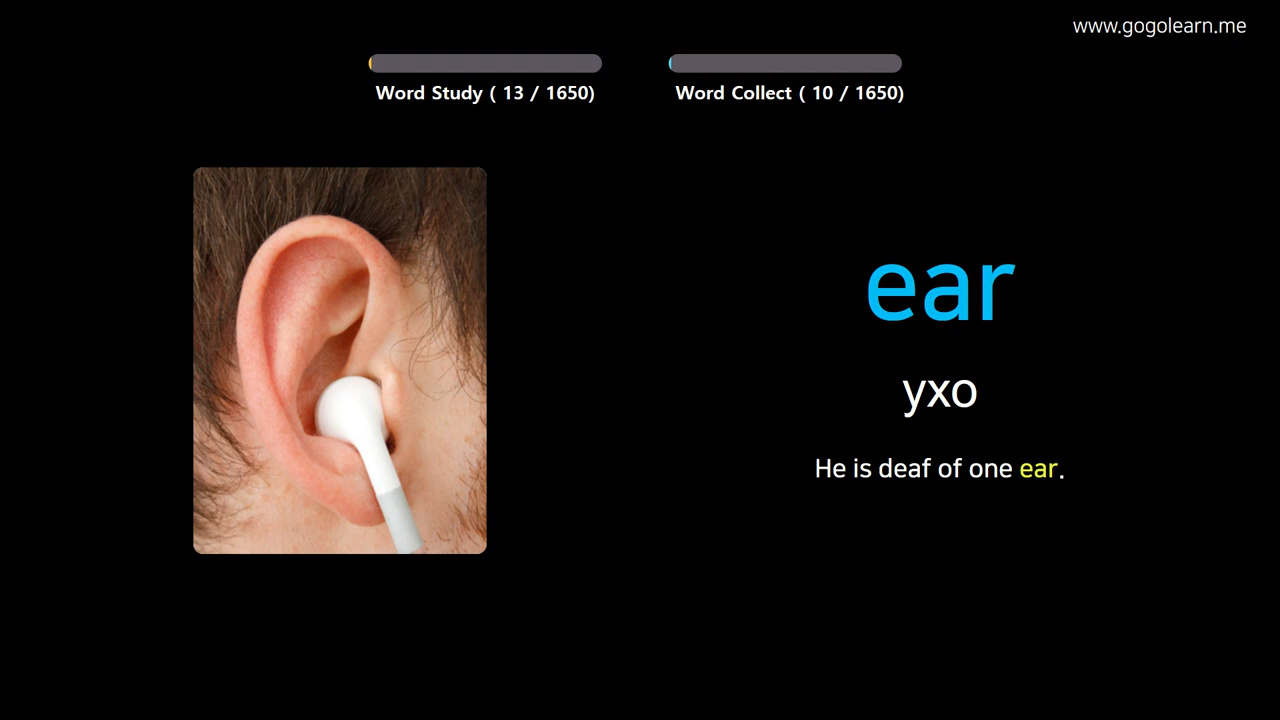 www.gogolearn.me
Word Study ( 13 / 1650)
Word Collect ( 10 / 1650)
ear
ухо
He is deaf of one ear.